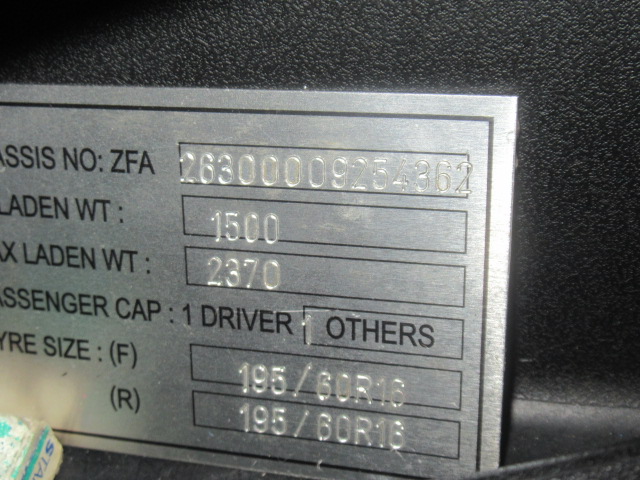 ASSIS NO: ZFA 26300009254362
LADEN WT : 1500
AX LADEN WT : 2370
ASSENGER CAP : 1 DRIVER 1 OTHERS
YRE SIZE : (F) 195/60R16
(R) 195/60R16
STA